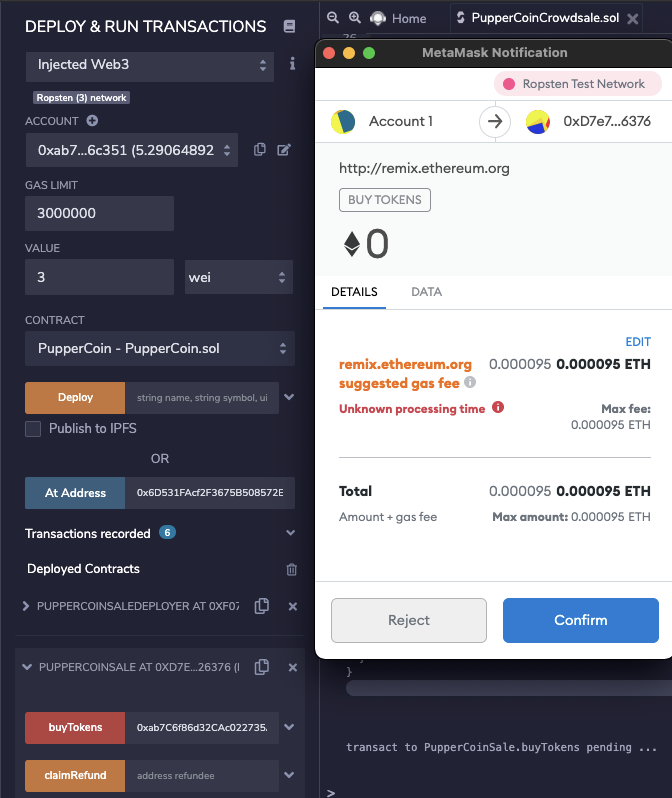 DEPLOY & RUN TRANSACTIONS
Injected Web3
Ropsten (3) network
ACCOUNT
0xab7...6c351 (5.29064892
GAS LIMIT
3000000
VALUE
3
wei
CONTRACT
PupperCoin - PupperCoin.sol
Deploy
string name, string symbol, ui
Publish to IPFS
OR
At Address
0x6D531FAcf2F3675B508572E
Transactions recorded 6
Deployed Contracts
PUPPERCOINSALEDEPLOYER AT 0XF07
PUPPERCOINSALE AT 0XD7E...26376 (
buyTokens
0xab7C6f86d32CAc022735
claimRefund
address refundee
Home
PupperCoinCrowdsale.sol
MetaMask Notification
Ropsten Test Network
Account 1
0xD7e7...6376
http://remix.ethereum.org
BUY TOKENS
0
DETAILS
DATA
EDIT
remix.ethereum.org
suggested gas fee
0.000095 0.000095 ETH
Unknown processing time
Max fee:
0.000095 ETH
Total
0.000095 0.000095 ETH
Amount + gas fee
Max amount: 0.000095 ETH
Reject
Confirm
}
transact to PupperCoinSale.buyTokens pending ...
>